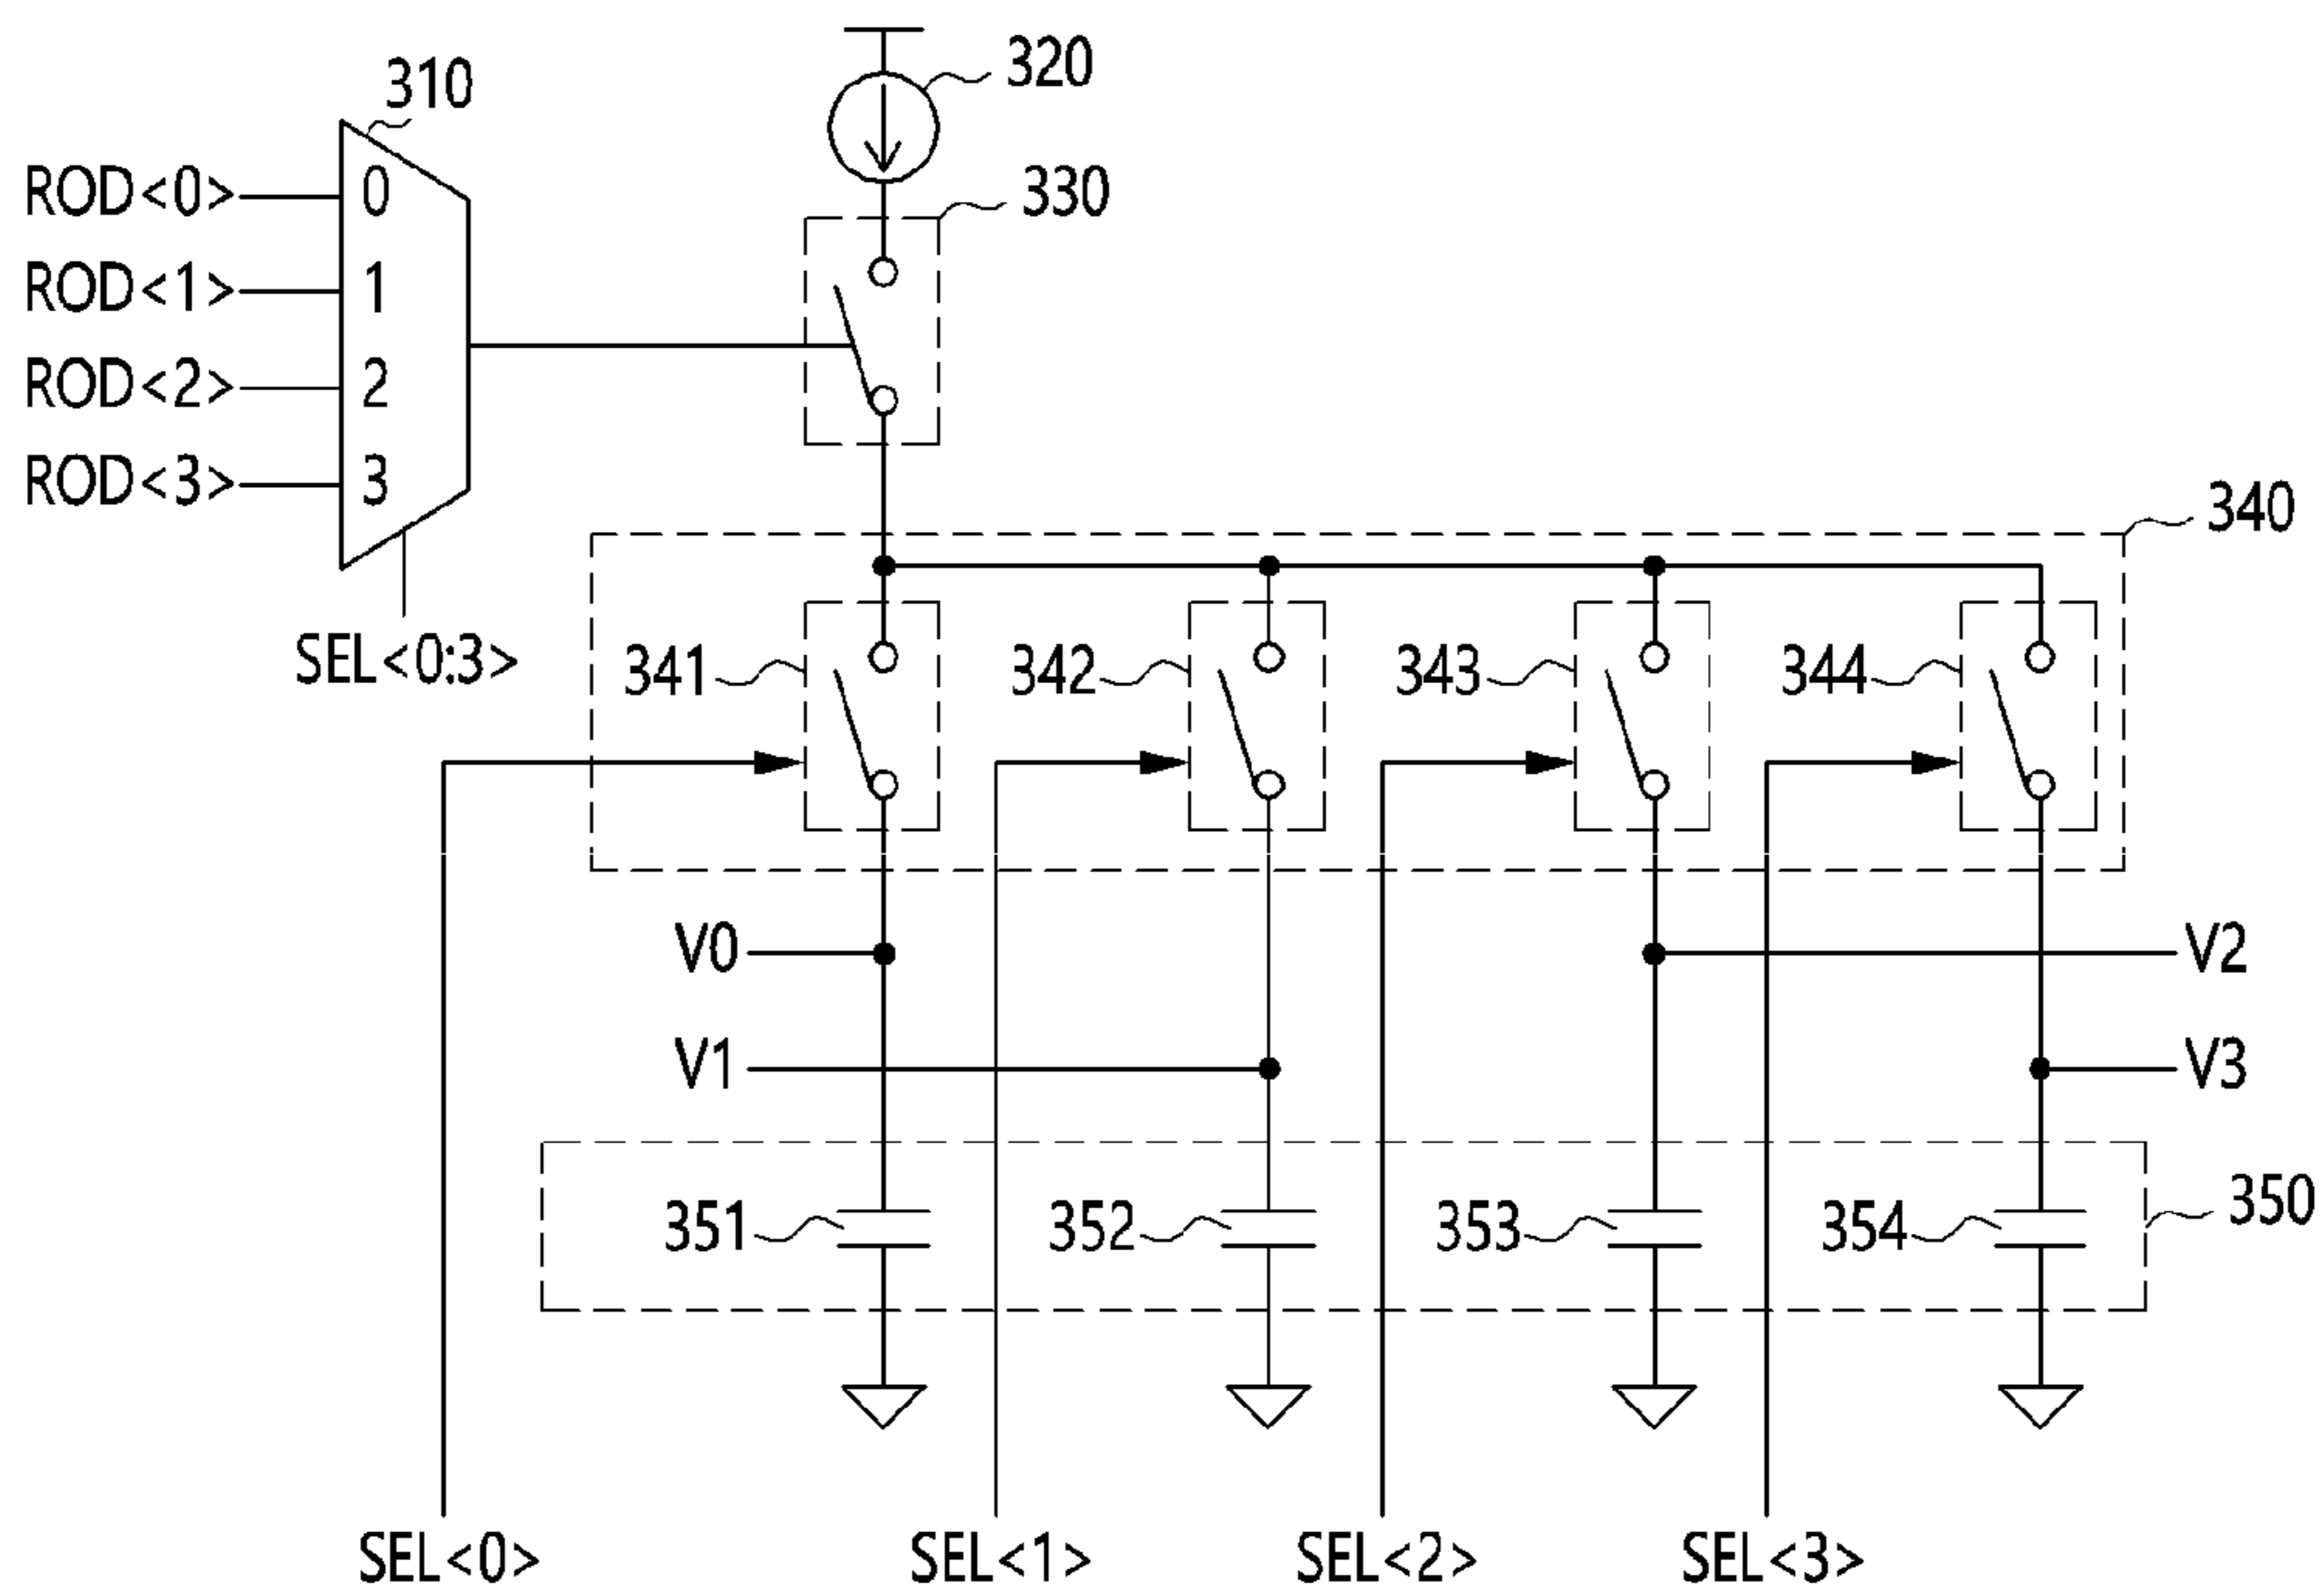 320
310
ROD<0>
0
330
ROD<1>
1
ROD<2>
2
ROD<3>
3
340
SEL<0:3>
341
342
343
344
V0
V2
V1
V3
351
352
353
354
350
SEL<0>
SEL<1>
SEL<2>
SEL<3>